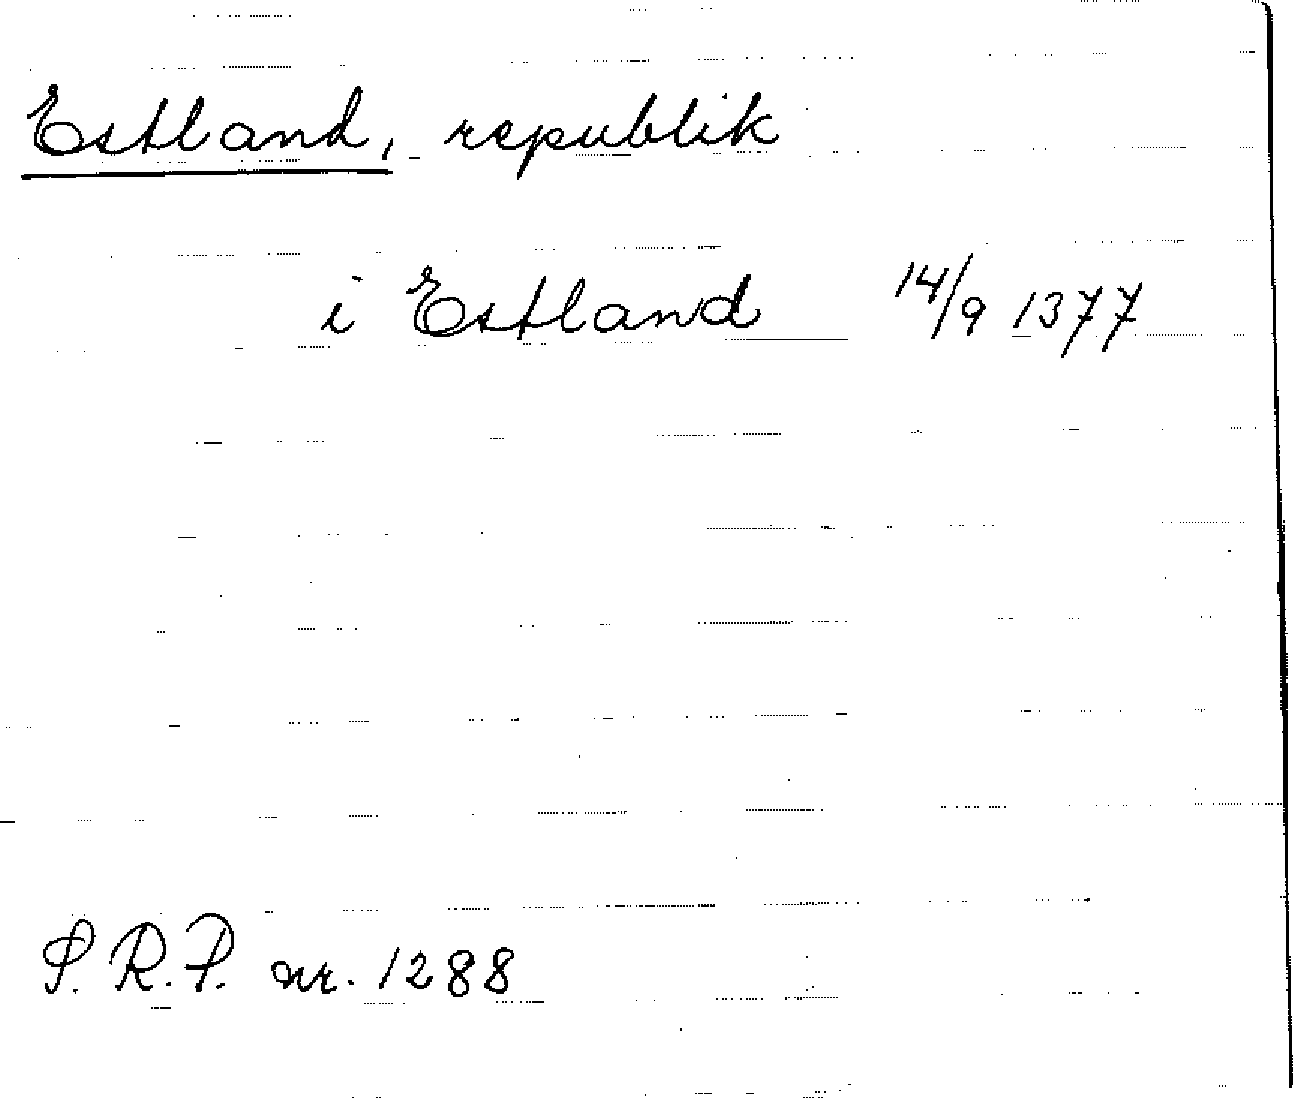 Estland, republik
i Estland 14/9 1377
S.R.P. nr. 1288